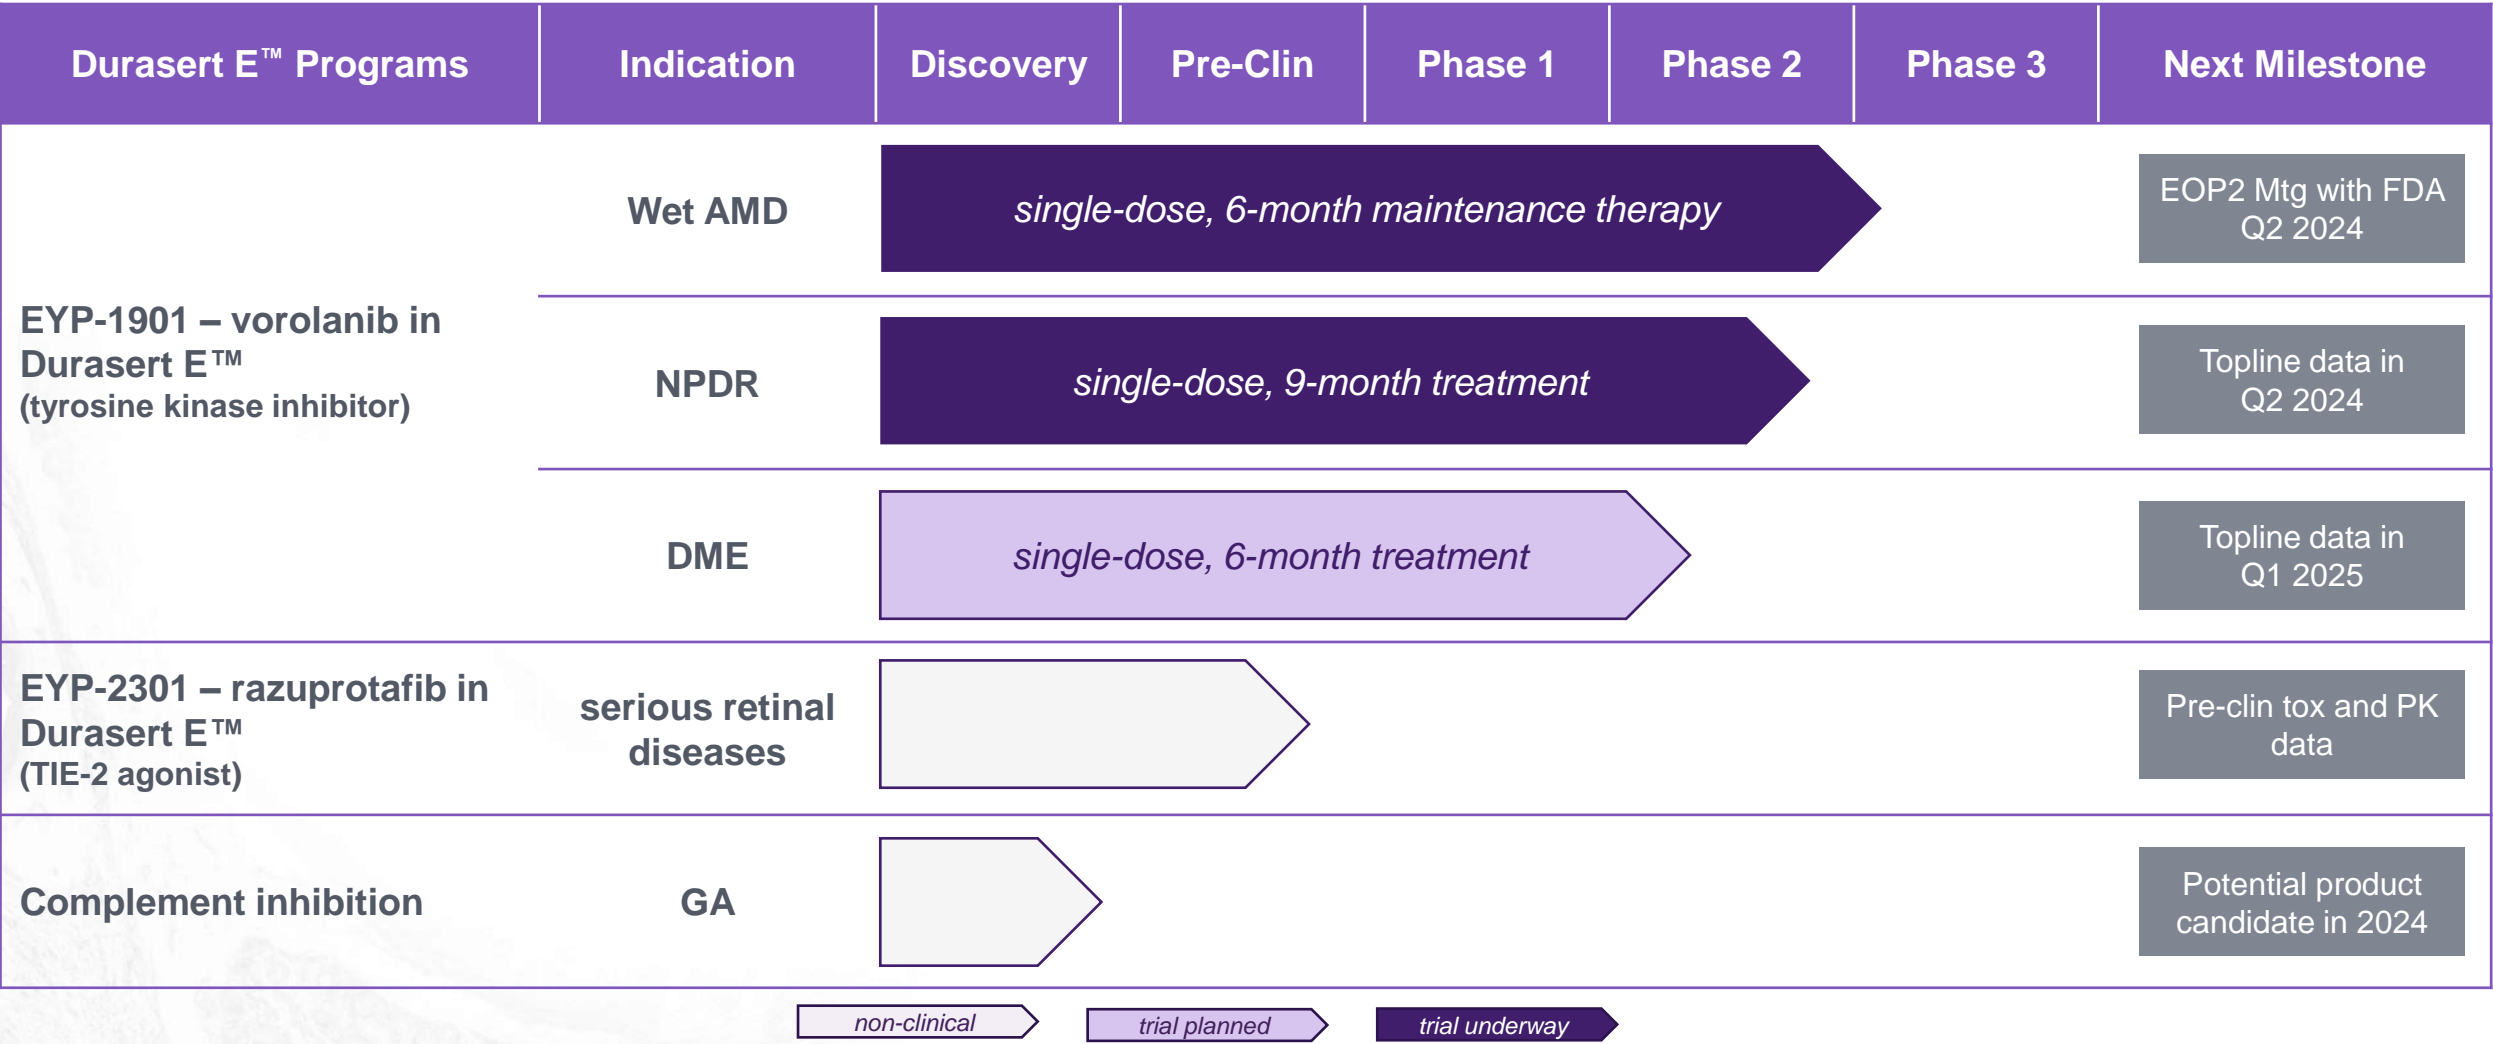 Durasert E™ Programs
Indication
Discovery
Pre-Clin
Phase 1
Phase 2
Phase 3
Next Milestone
EYP-1901 – vorolanib in
Durasert E™
(tyrosine kinase inhibitor)
Wet AMD
single-dose, 6-month maintenance therapy
EOP2 Mtg with FDA
Q2 2024
NPDR
single-dose, 9-month treatment
Topline data in
Q2 2024
DME
single-dose, 6-month treatment
Topline data in
Q1 2025
EYP-2301 – razuprotafib in
Durasert E™
(TIE-2 agonist)
serious retinal
diseases
Pre-clin tox and PK
data
Complement inhibition
GA
Potential product
candidate in 2024
non-clinical
trial planned
trial underway